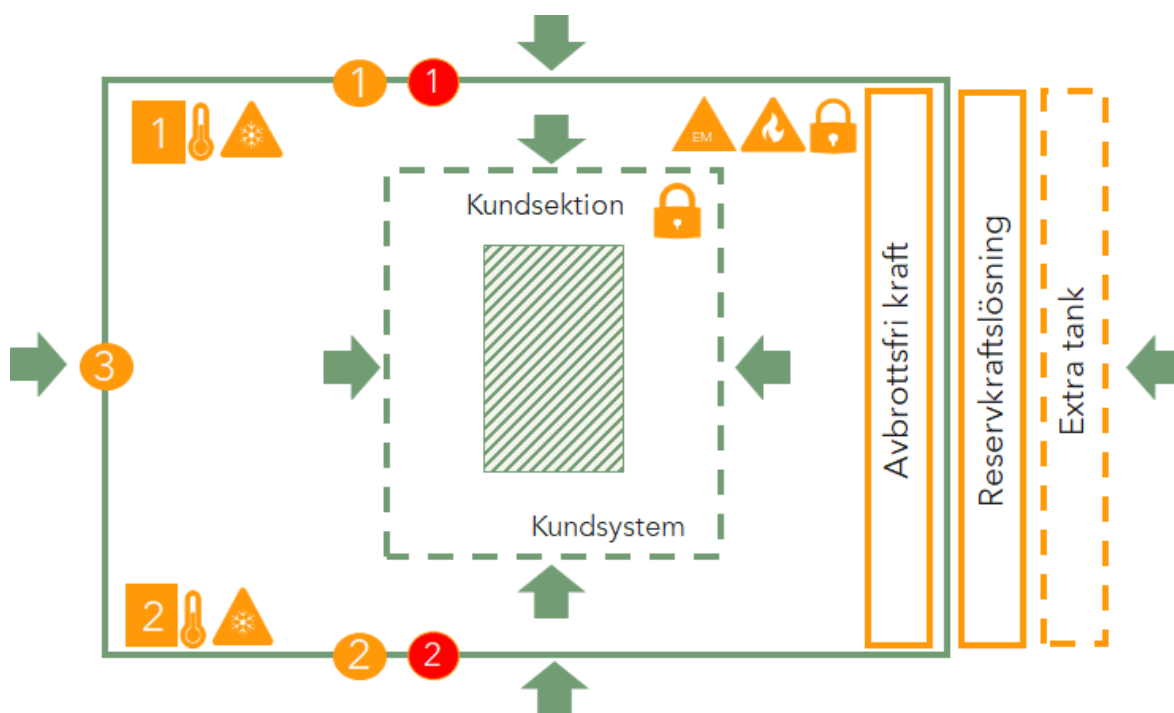 1
1
1
EM
Kundsektion
3
Kundsystem
2
2
2
Avbrottsfri kraft
Reservkraftslösning
Extra tank